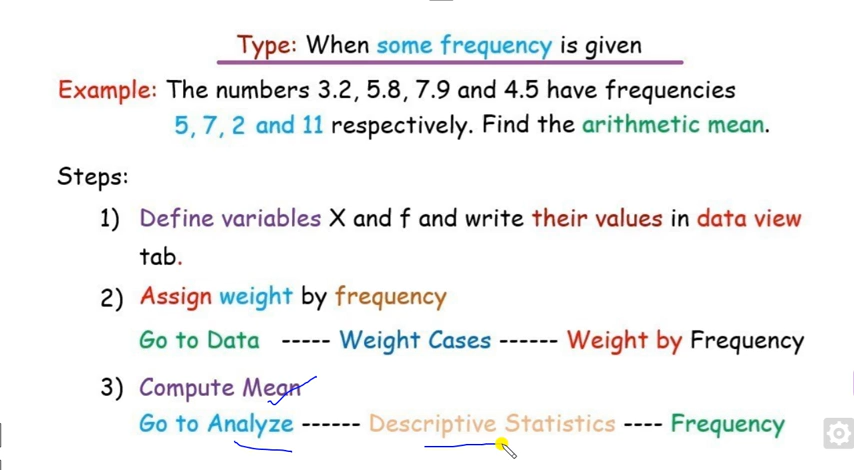 Type: When some frequency is given
Example: The numbers 3.2, 5.8, 7.9 and 4.5 have frequencies
5, 7, 2 and 11 respectively. Find the arithmetic mean.
Steps:
1) Define variables X and f and write their values in data view
tab.
2) Assign weight by frequency
Go to Data ----- Weight Cases ------ Weight by Frequency
3) Compute Mean
Go to Analyze ------ Descriptive Statistics ---- Frequency